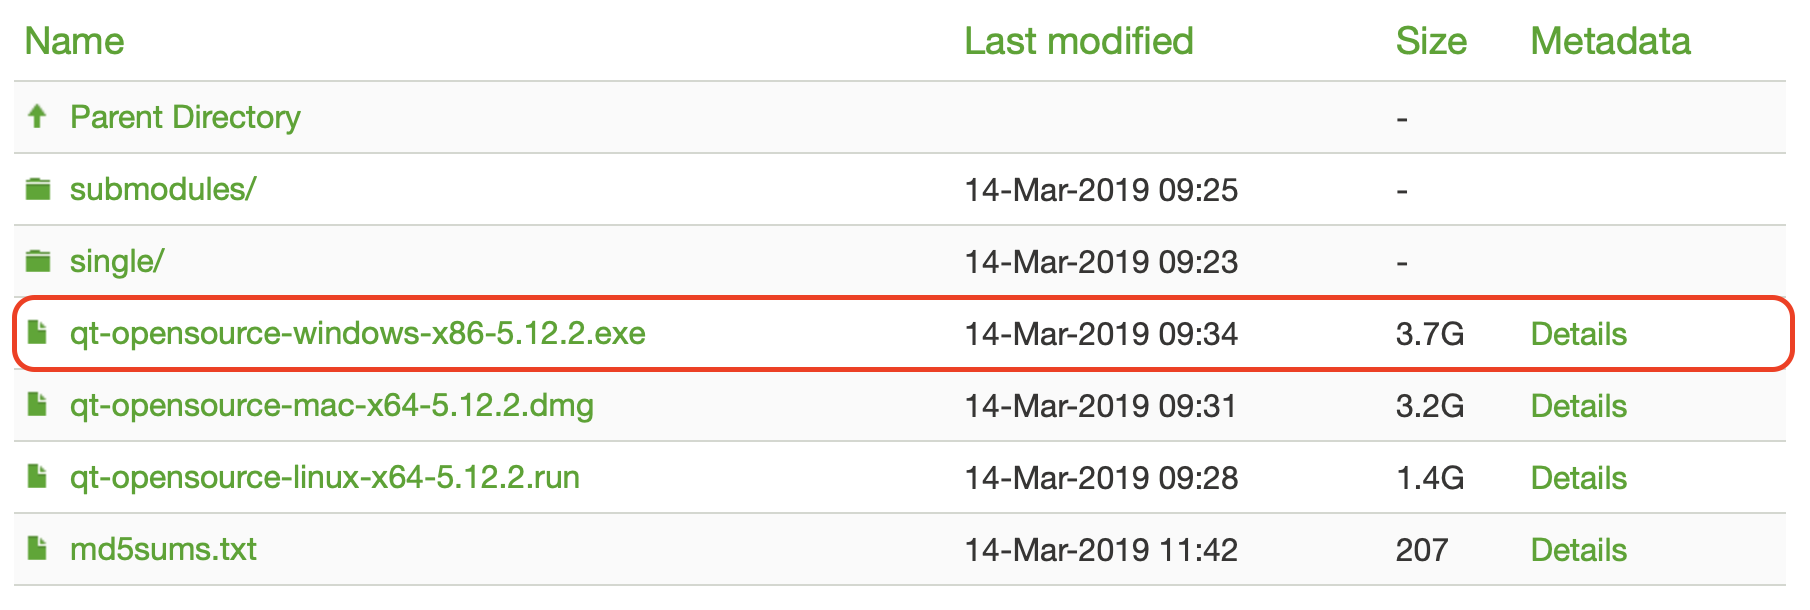 Name Last modified Size Metadata
Parent Directory -
submodules/ 14-Mar-2019 09:25 -
single/ 14-Mar-2019 09:23 -
qt-opensource-windows-x86-5.12.2.exe 14-Mar-2019 09:34 3.7G Details
qt-opensource-mac-x64-5.12.2.dmg 14-Mar-2019 09:31 3.2G Details
qt-opensource-linux-x64-5.12.2.run 14-Mar-2019 09:28 1.4G Details
md5sums.txt 14-Mar-2019 11:42 207 Details